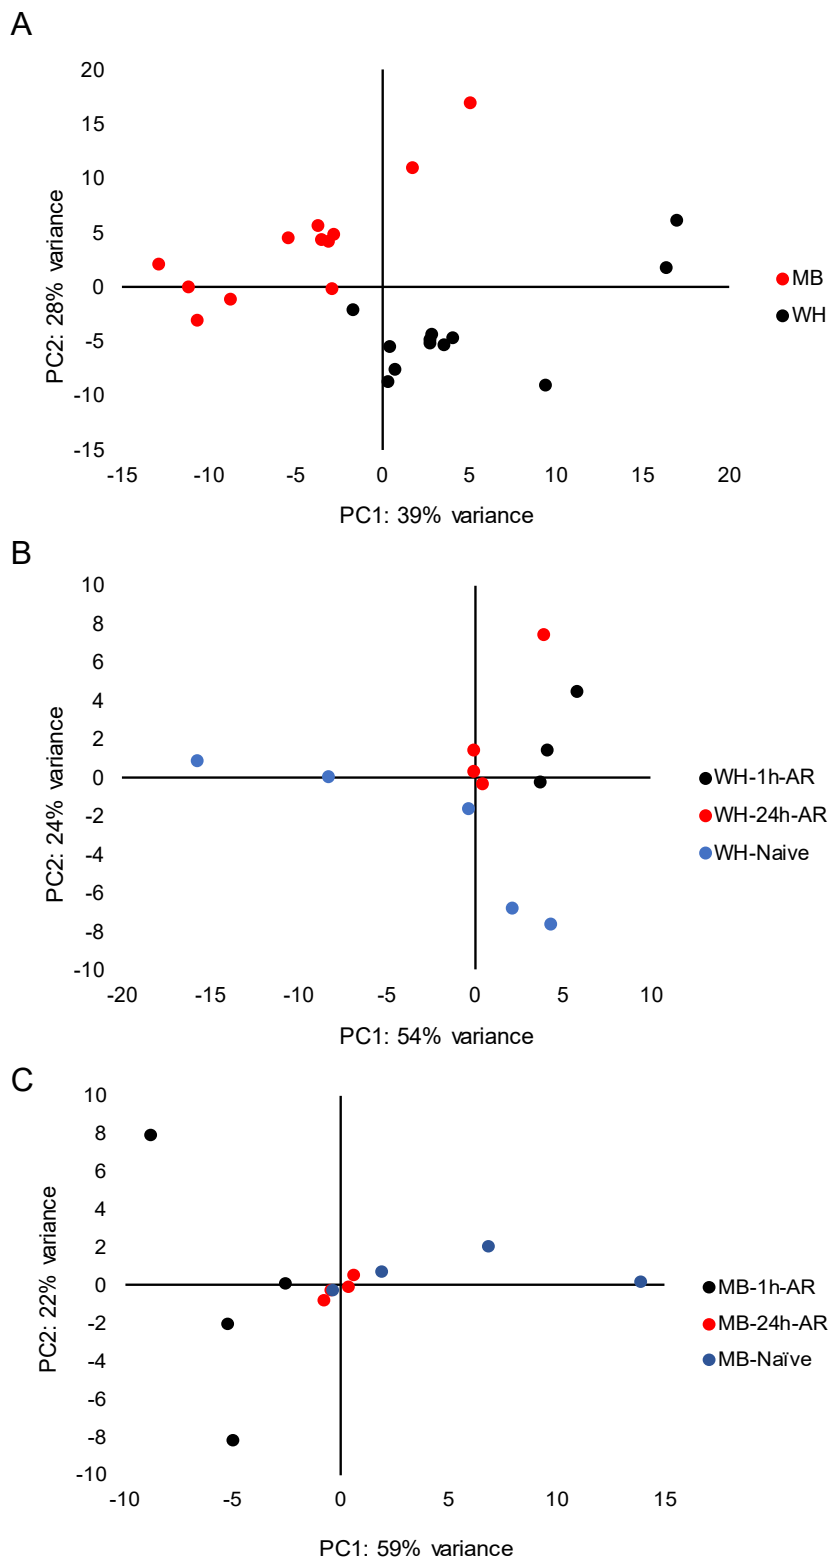 A
20
15
10
5
0
-5
-10
-15
PC2: 28% variance
-15 -10 -5 0 5 10 15 20
PC1: 39% variance
MB
WH
B
10
8
6
4
2
0
-2
-4
-6
-8
-10
PC2: 24% variance
-20 -15 -10 -5 0 5 10
PC1: 54% variance
WH-1h-AR
WH-24h-AR
WH-Naive
C
10
8
6
4
2
0
-2
-4
-6
-8
-10
PC2: 22% variance
-10 -5 0 5 10 15
PC1: 59% variance
MB-1h-AR
MB-24h-AR
MB-Naïve